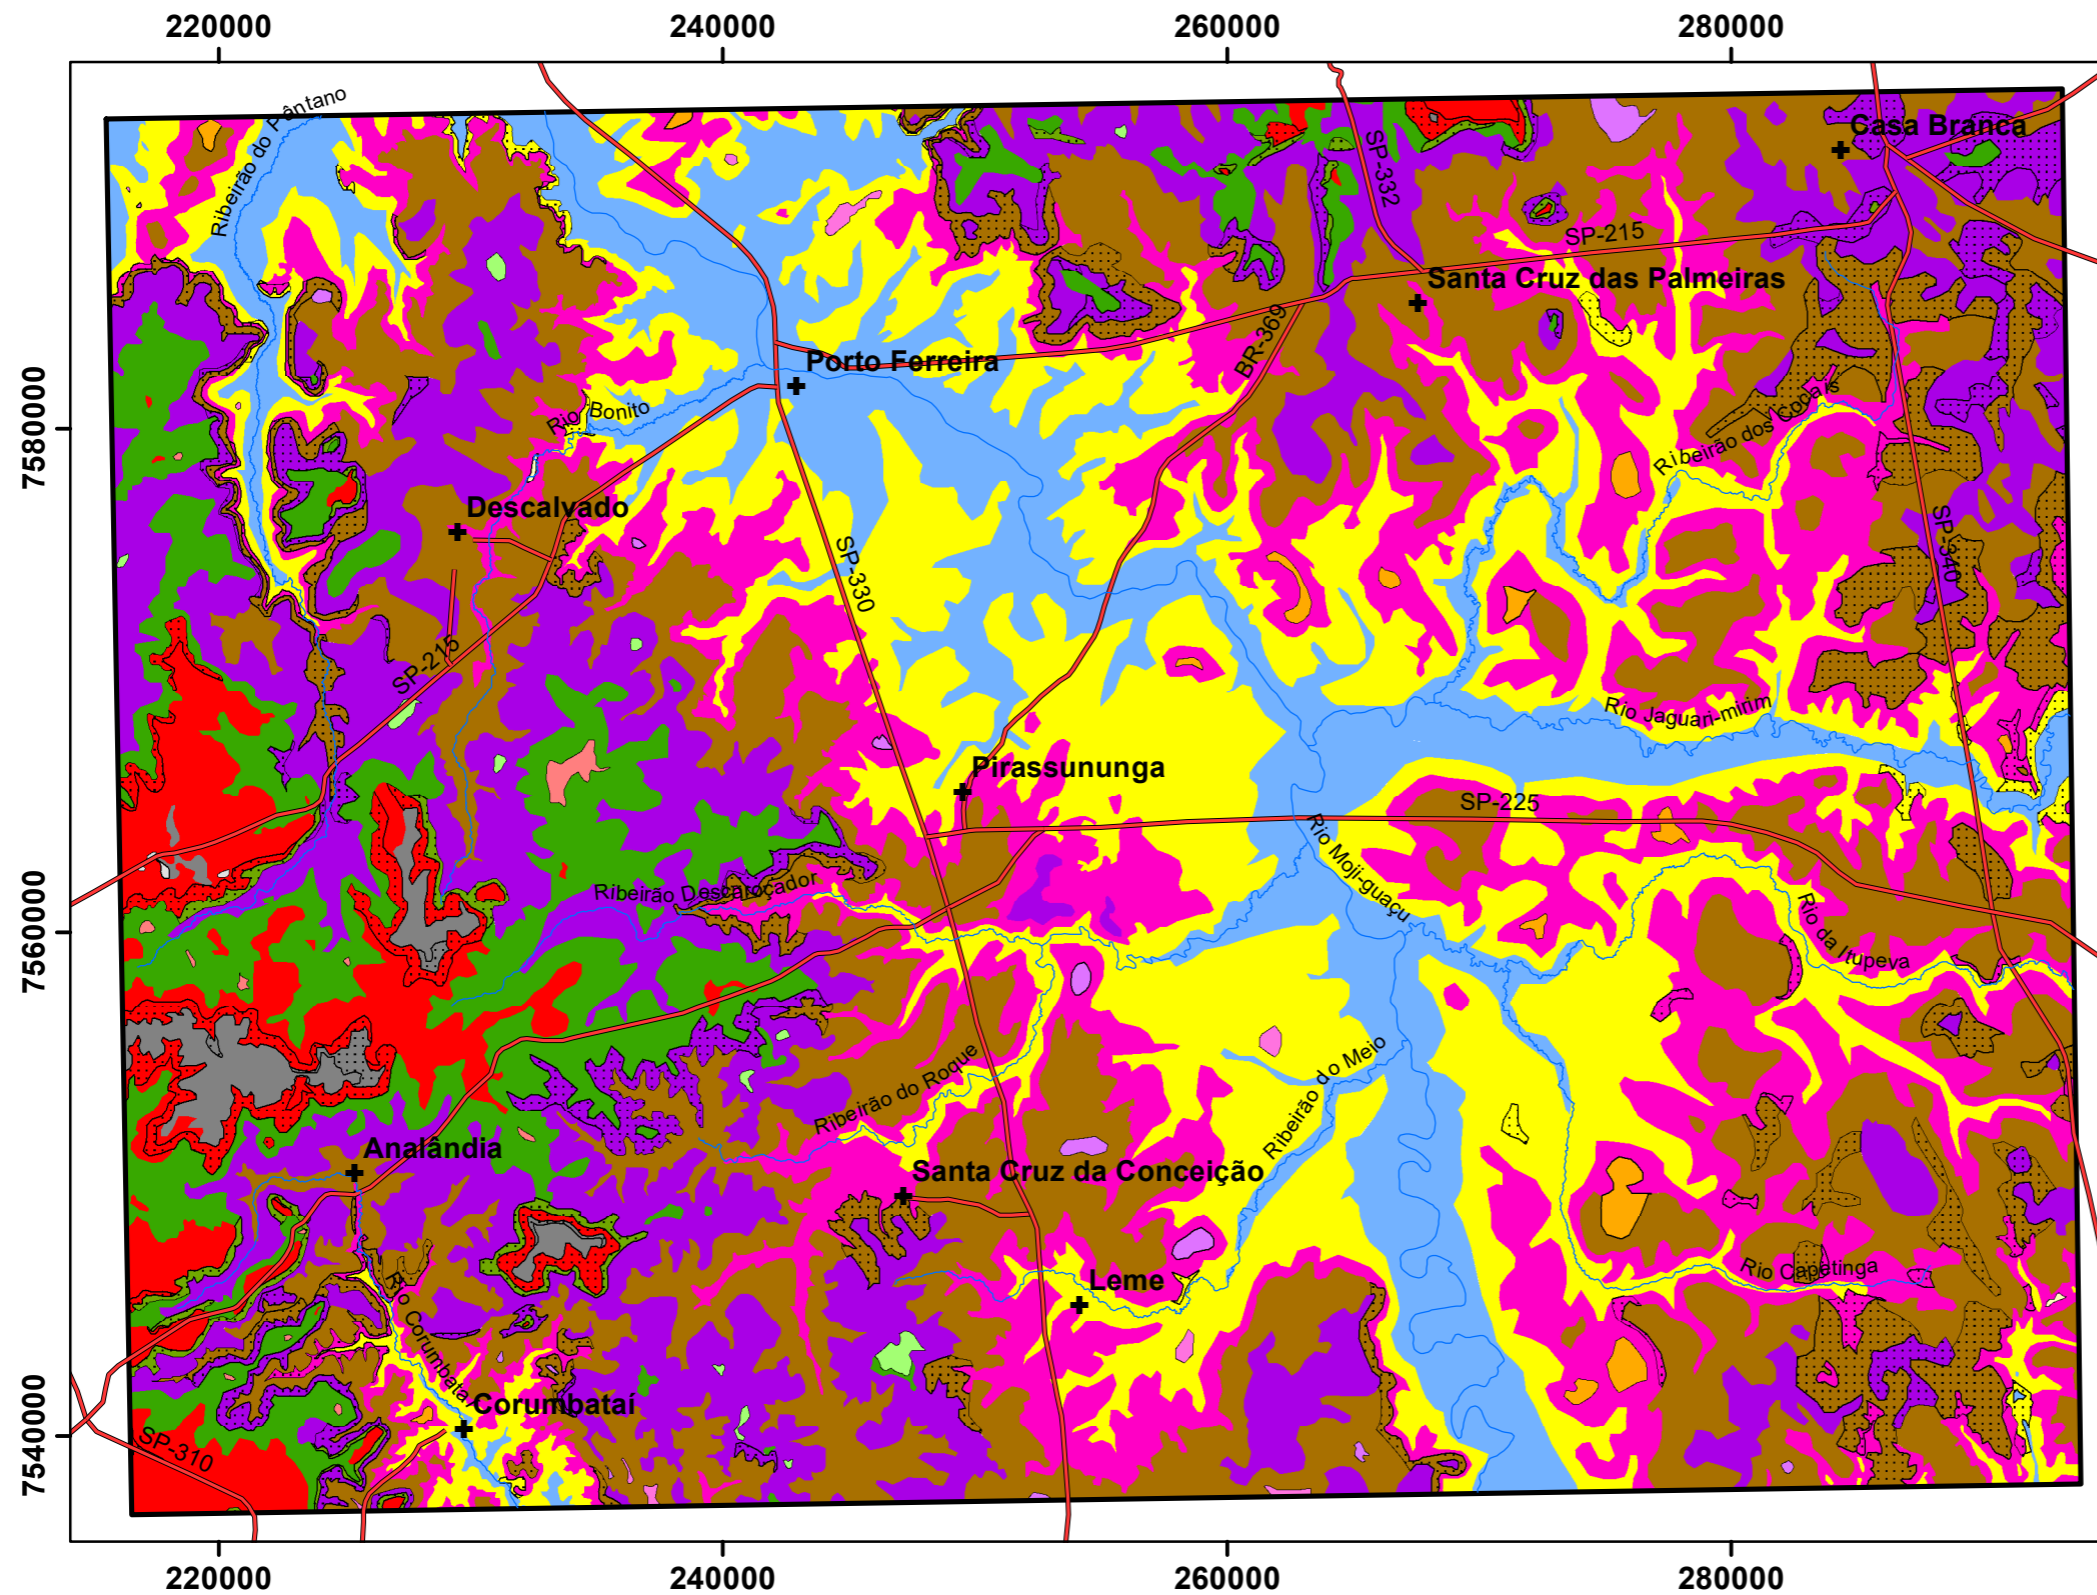 220000 240000 260000 280000
Ribeirão do Pântano
Casa Branca
SP-332
SP-215
Santa Cruz das Palmeiras
BR-369
Porto Ferreira
7580000
Rio Bonito
Ribeirão dos Cocais
Descalvado
SP-330
SP-340
SP-215
Rio Jaguari-mirim
Pirassununga
SP-225
Rio Moji-guaçu
Ribeirão Descaroçador
7560000
Rio da Itupeva
Ribeirão do Roque
Ribeirão do Meio
Analândia
Santa Cruz da Conceição
Rio Capetinga
Leme
Rio Corumbataí
Corumbataí
7540000
SP-310
220000 240000 260000 280000